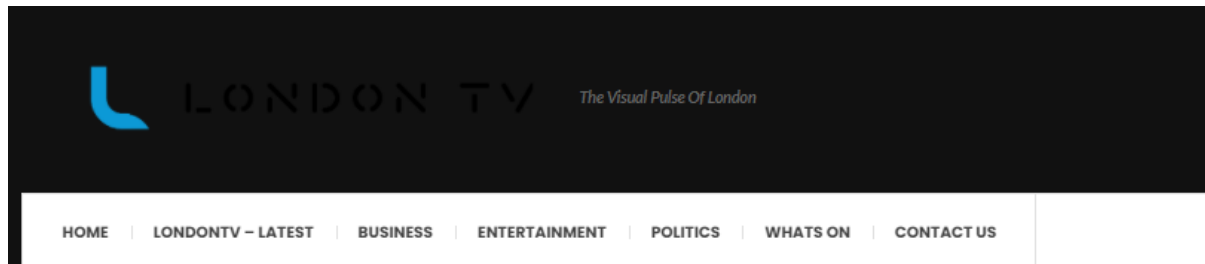 LONDON TV The Visual Pulse Of London
HOME LONDONTV – LATEST BUSINESS ENTERTAINMENT POLITICS WHATS ON CONTACT US